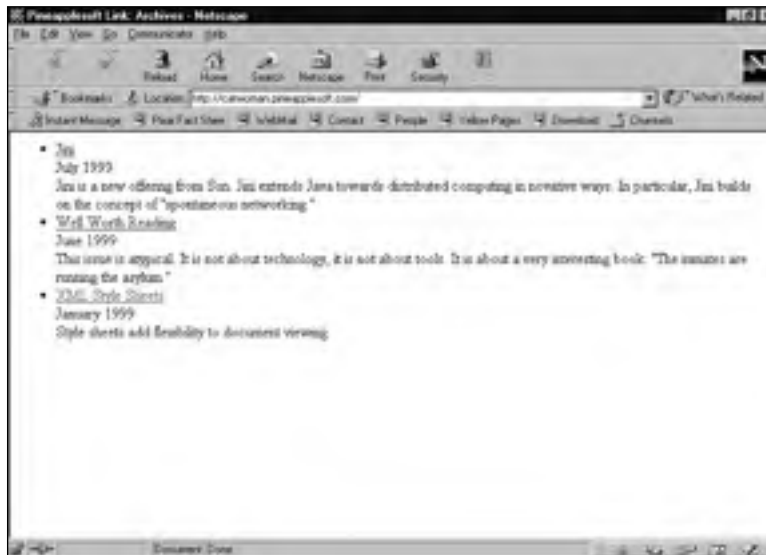 Pineapplesoft Link: Archives - Netscape
File Edit View Go Communicator Help
Reload Home Search Netscape Print Security
Bookmarks Location: http://catwoman.pineapplesoft.com/ What's Related
Instant Message WebMail Contact People Yellow Pages Download Channels
Jini
July 1999
Jini is a new offering from Sun. Jini extends Java towards distributed computing in novative ways. In particular, Jini builds
on the concept of "spontaneous networking."
Well Worth Reading
June 1999
This issue is atypical. It is not about technology, it is not about tools. It is about a very interesting book: "The inmates are
running the asylum."
XML Style Sheets
January 1999
Style sheets add flexibility to document viewing.
Document: Done